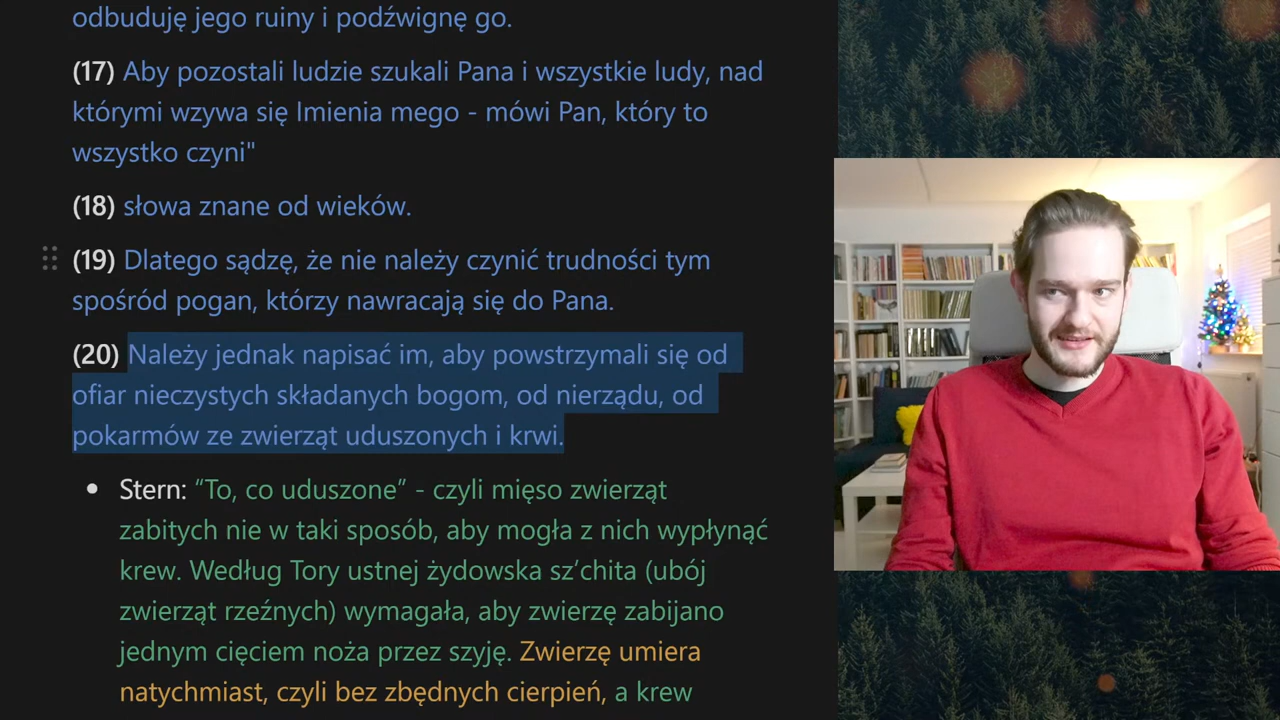 odbuduję jego ruiny i podźwignę go.
(17) Aby pozostali ludzie szukali Pana i wszystkie ludy, nad
którymi wzywa się Imienia mego - mówi Pan, który to
wszystko czyni"
(18) słowa znane od wieków.
(19) Dlatego sądzę, że nie należy czynić trudności tym
spośród pogan, którzy nawracają się do Pana.
(20) Należy jednak napisać im, aby powstrzymali się od
ofiar nieczystych składanych bogom, od nierządu, od
pokarmów ze zwierząt uduszonych i krwi.
• Stern: “To, co uduszone” - czyli mięso zwierząt
zabitych nie w taki sposób, aby mogła z nich wypłynąć
krew. Według Tory ustnej żydowska sz’chita (ubój
zwierząt rzeźnych) wymagała, aby zwierzę zabijano
jednym cięciem noża przez szyję. Zwierzę umiera
natychmiast, czyli bez zbędnych cierpień, a krew